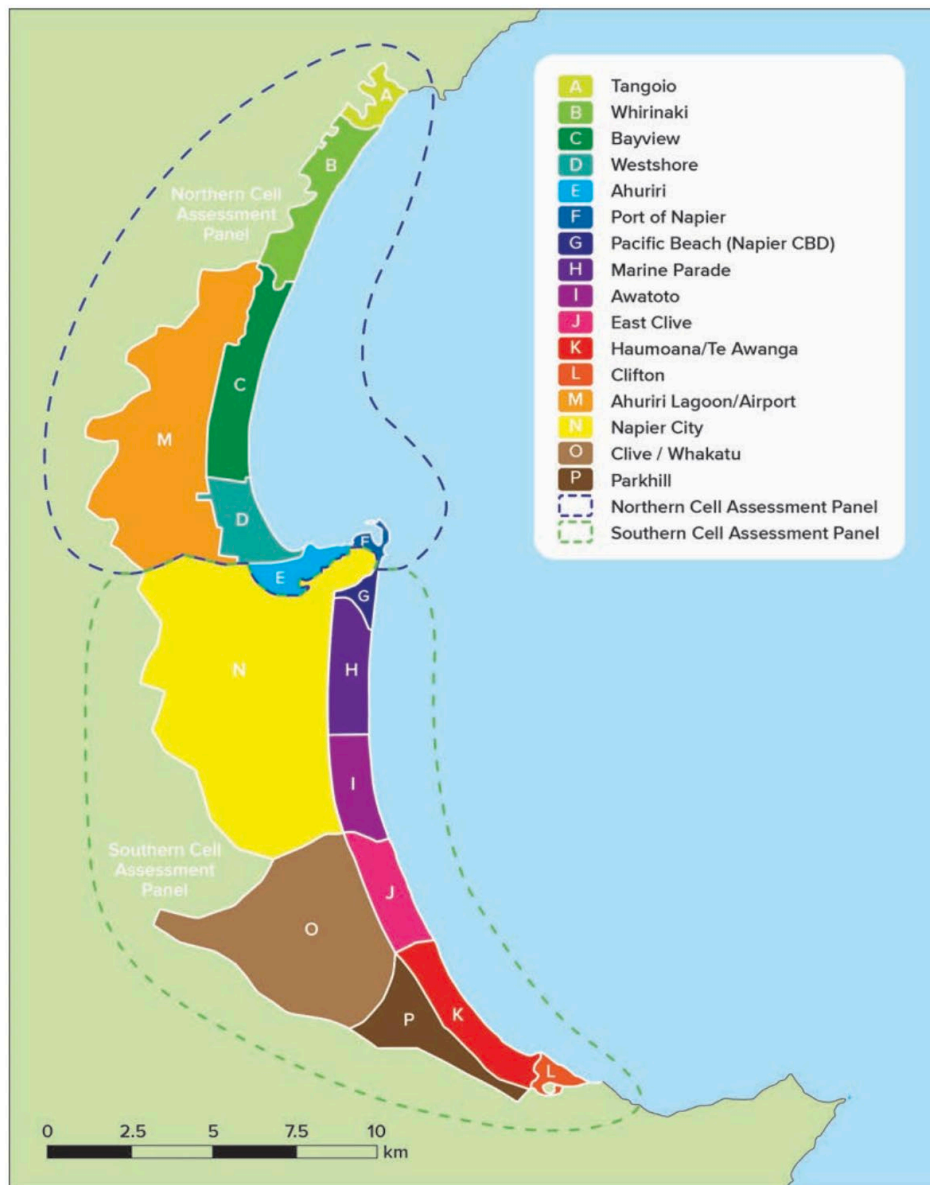 A Tangoio
B Whirinaki
C Bayview
D Westshore
E Ahuriri
F Port of Napier
G Pacific Beach (Napier CBD)
H Marine Parade
I Awatoto
J East Clive
K Haumoana/Te Awanga
L Clifton
M Ahuriri Lagoon/Airport
N Napier City
O Clive / Whakatu
P Parkhill
Northern Cell Assessment Panel
Southern Cell Assessment Panel
A
B
Northern Cell
Assessment
Panel
C
M
D
F
E
G
N
H
I
Southern Cell
Assessment
Panel
J
O
K
P
L
0 2.5 5 7.5 10
km